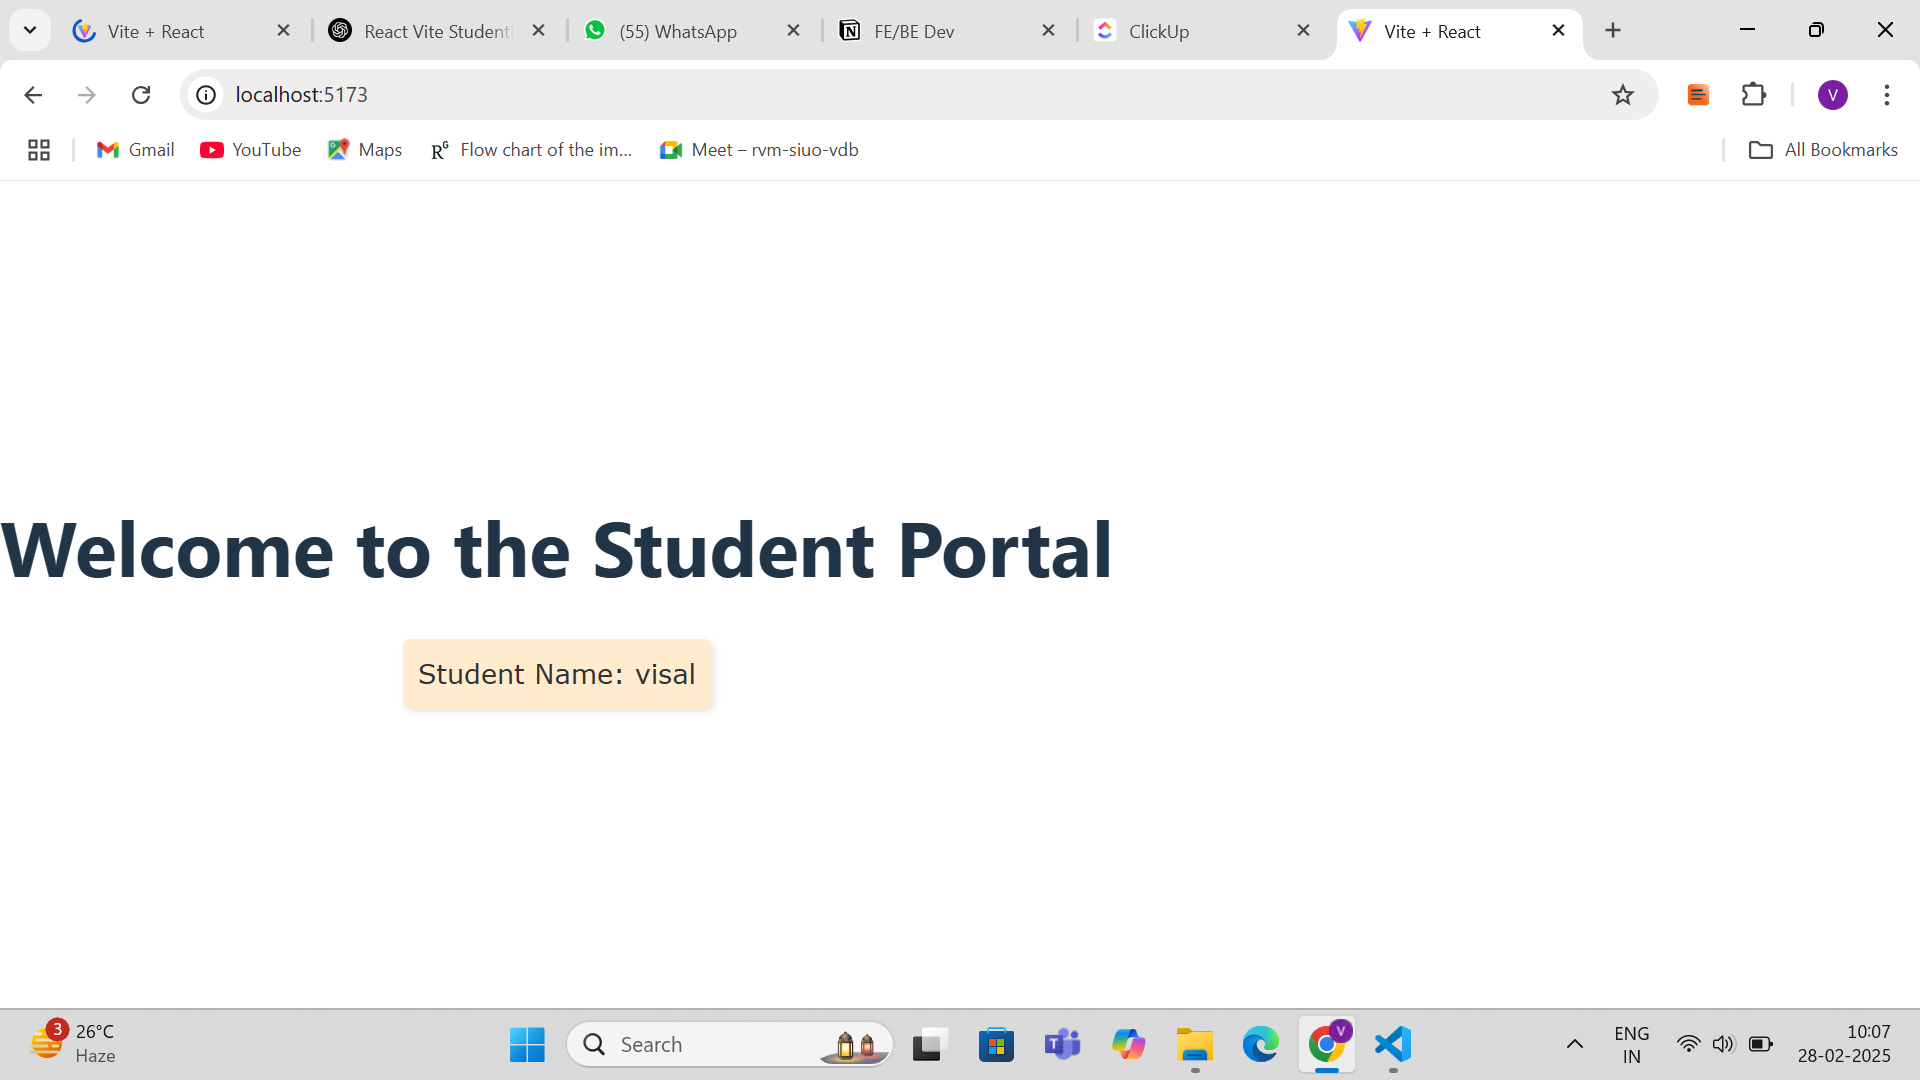 Vite + React
React Vite Student
(55) WhatsApp
FE/BE Dev
ClickUp
Vite + React
localhost:5173
V
Gmail
YouTube
Maps
RG
Flow chart of the im...
Meet – rvm-siuo-vdb
All Bookmarks
Welcome to the Student Portal
Student Name: visal
3
26°C
Haze
Search
T
V
ENG
IN
10:07
28-02-2025